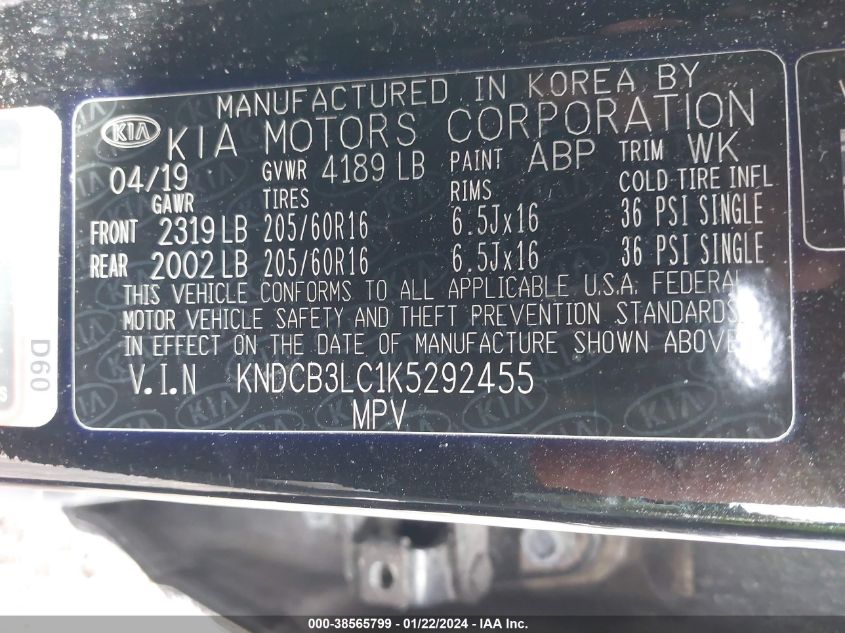 MANUFACTURED IN KOREA BY
KIA KIA MOTORS CORPORATION
04/19 GVWR 4189 LB PAINT ABP TRIM WK
GAWR TIRES RIMS COLD TIRE INFL
FRONT 2319 LB 205/60R16 6.5Jx16 36 PSI SINGLE
REAR 2002 LB 205/60R16 6.5Jx16 36 PSI SINGLE
THIS VEHICLE CONFORMS TO ALL APPLICABLE U.S.A. FEDERAL
MOTOR VEHICLE SAFETY AND THEFT PREVENTION STANDARDS
IN EFFECT ON THE DATE OF MANUFACTURE SHOWN ABOVE
V.I.N KNDCB3LC1K5292455
MPV
D60
000-38565799 - 01/22/2024 - IAA Inc.